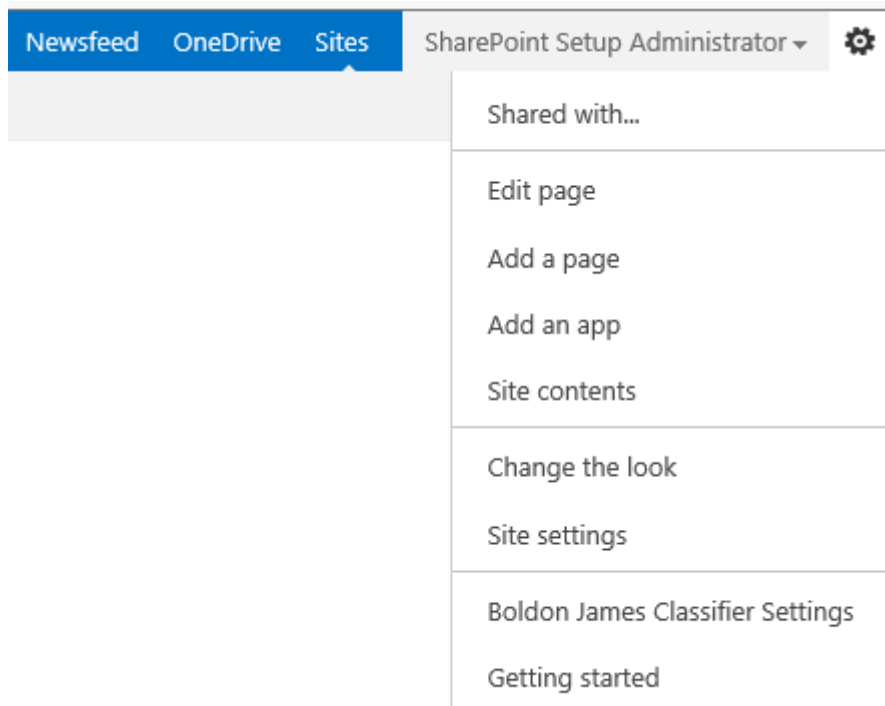 Newsfeed OneDrive Sites SharePoint Setup Administrator
Shared with...
Edit page
Add a page
Add an app
Site contents
Change the look
Site settings
Boldon James Classifier Settings
Getting started